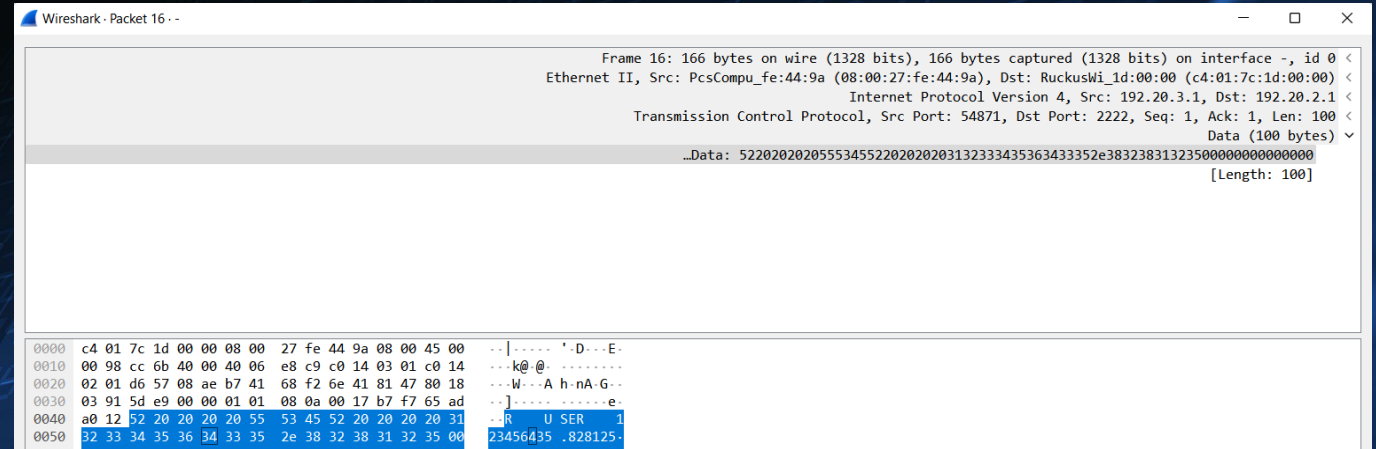 Wireshark · Packet 16 · -
Frame 16: 166 bytes on wire (1328 bits), 166 bytes captured (1328 bits) on interface -, id 0
Ethernet II, Src: PcsCompu_fe:44:9a (08:00:27:fe:44:9a), Dst: RuckusWi_1d:00:00 (c4:01:7c:1d:00:00)
Internet Protocol Version 4, Src: 192.20.3.1, Dst: 192.20.2.1
Transmission Control Protocol, Src Port: 54871, Dst Port: 2222, Seq: 1, Ack: 1, Len: 100
Data (100 bytes)
…Data: 522020202055534552202020203132333435363433352e383238313235000000000000000
[Length: 100]
0000 c4 01 7c 1d 00 00 08 00 27 fe 44 9a 08 00 45 00 ··|·····'·D···E·
0010 00 98 cc 6b 40 00 40 06 e8 c9 c0 14 03 01 c0 14 ···k@·@·········
0020 02 01 d6 57 08 ae b7 41 68 f2 6e 41 81 47 80 18 ···W···Ah·nA·G··
0030 03 91 5d e9 00 00 01 01 08 0a 00 17 b7 f7 65 ad ··]···········e·
0040 a0 12 52 20 20 20 20 55 53 45 52 20 20 20 20 31 ··R    USER    1
0050 32 33 34 35 36 34 33 35 2e 38 32 38 31 32 35 00 23456435.828125·